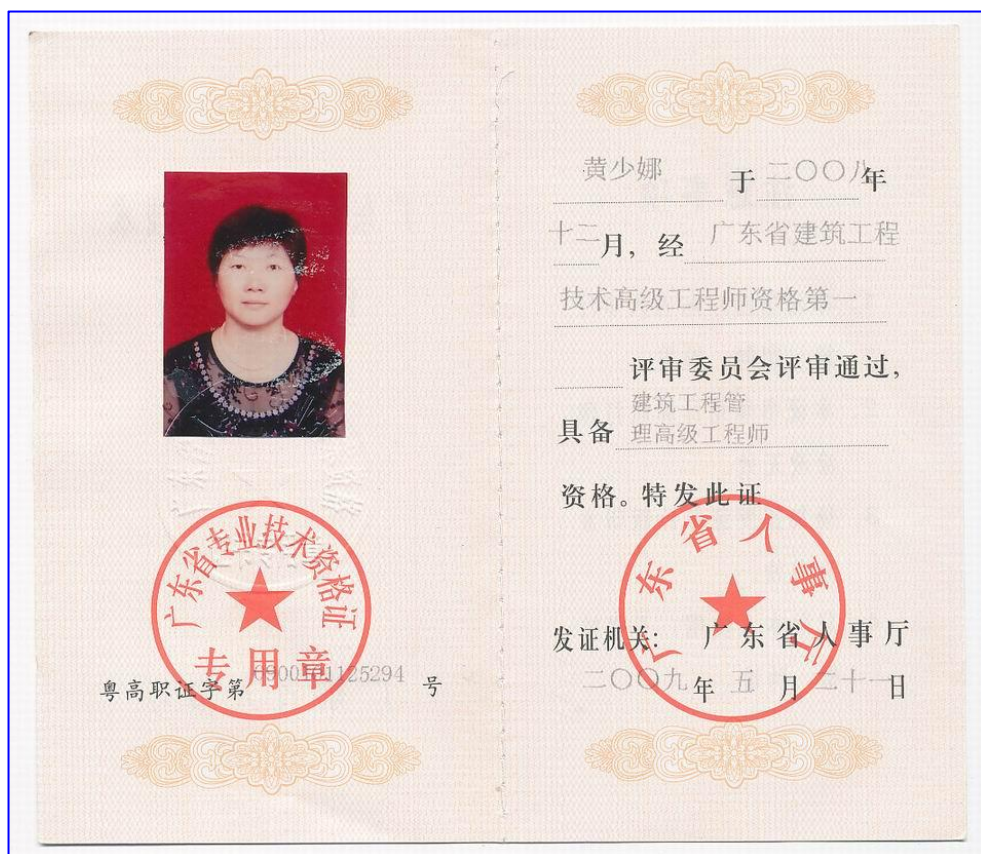 广东省专业技术资格证
专用章
粤高职证字第 0900101125294 号
黄少娜 于 二〇〇八 年
十二 月，经 广东省建筑工程
技术高级工程师资格第一
评审委员会评审通过，
建筑工程管
具备 理高级工程师
资格。特发此证
广东省人事厅
发证机关： 广东省人事厅
二〇〇九 年 五 月 二十一 日